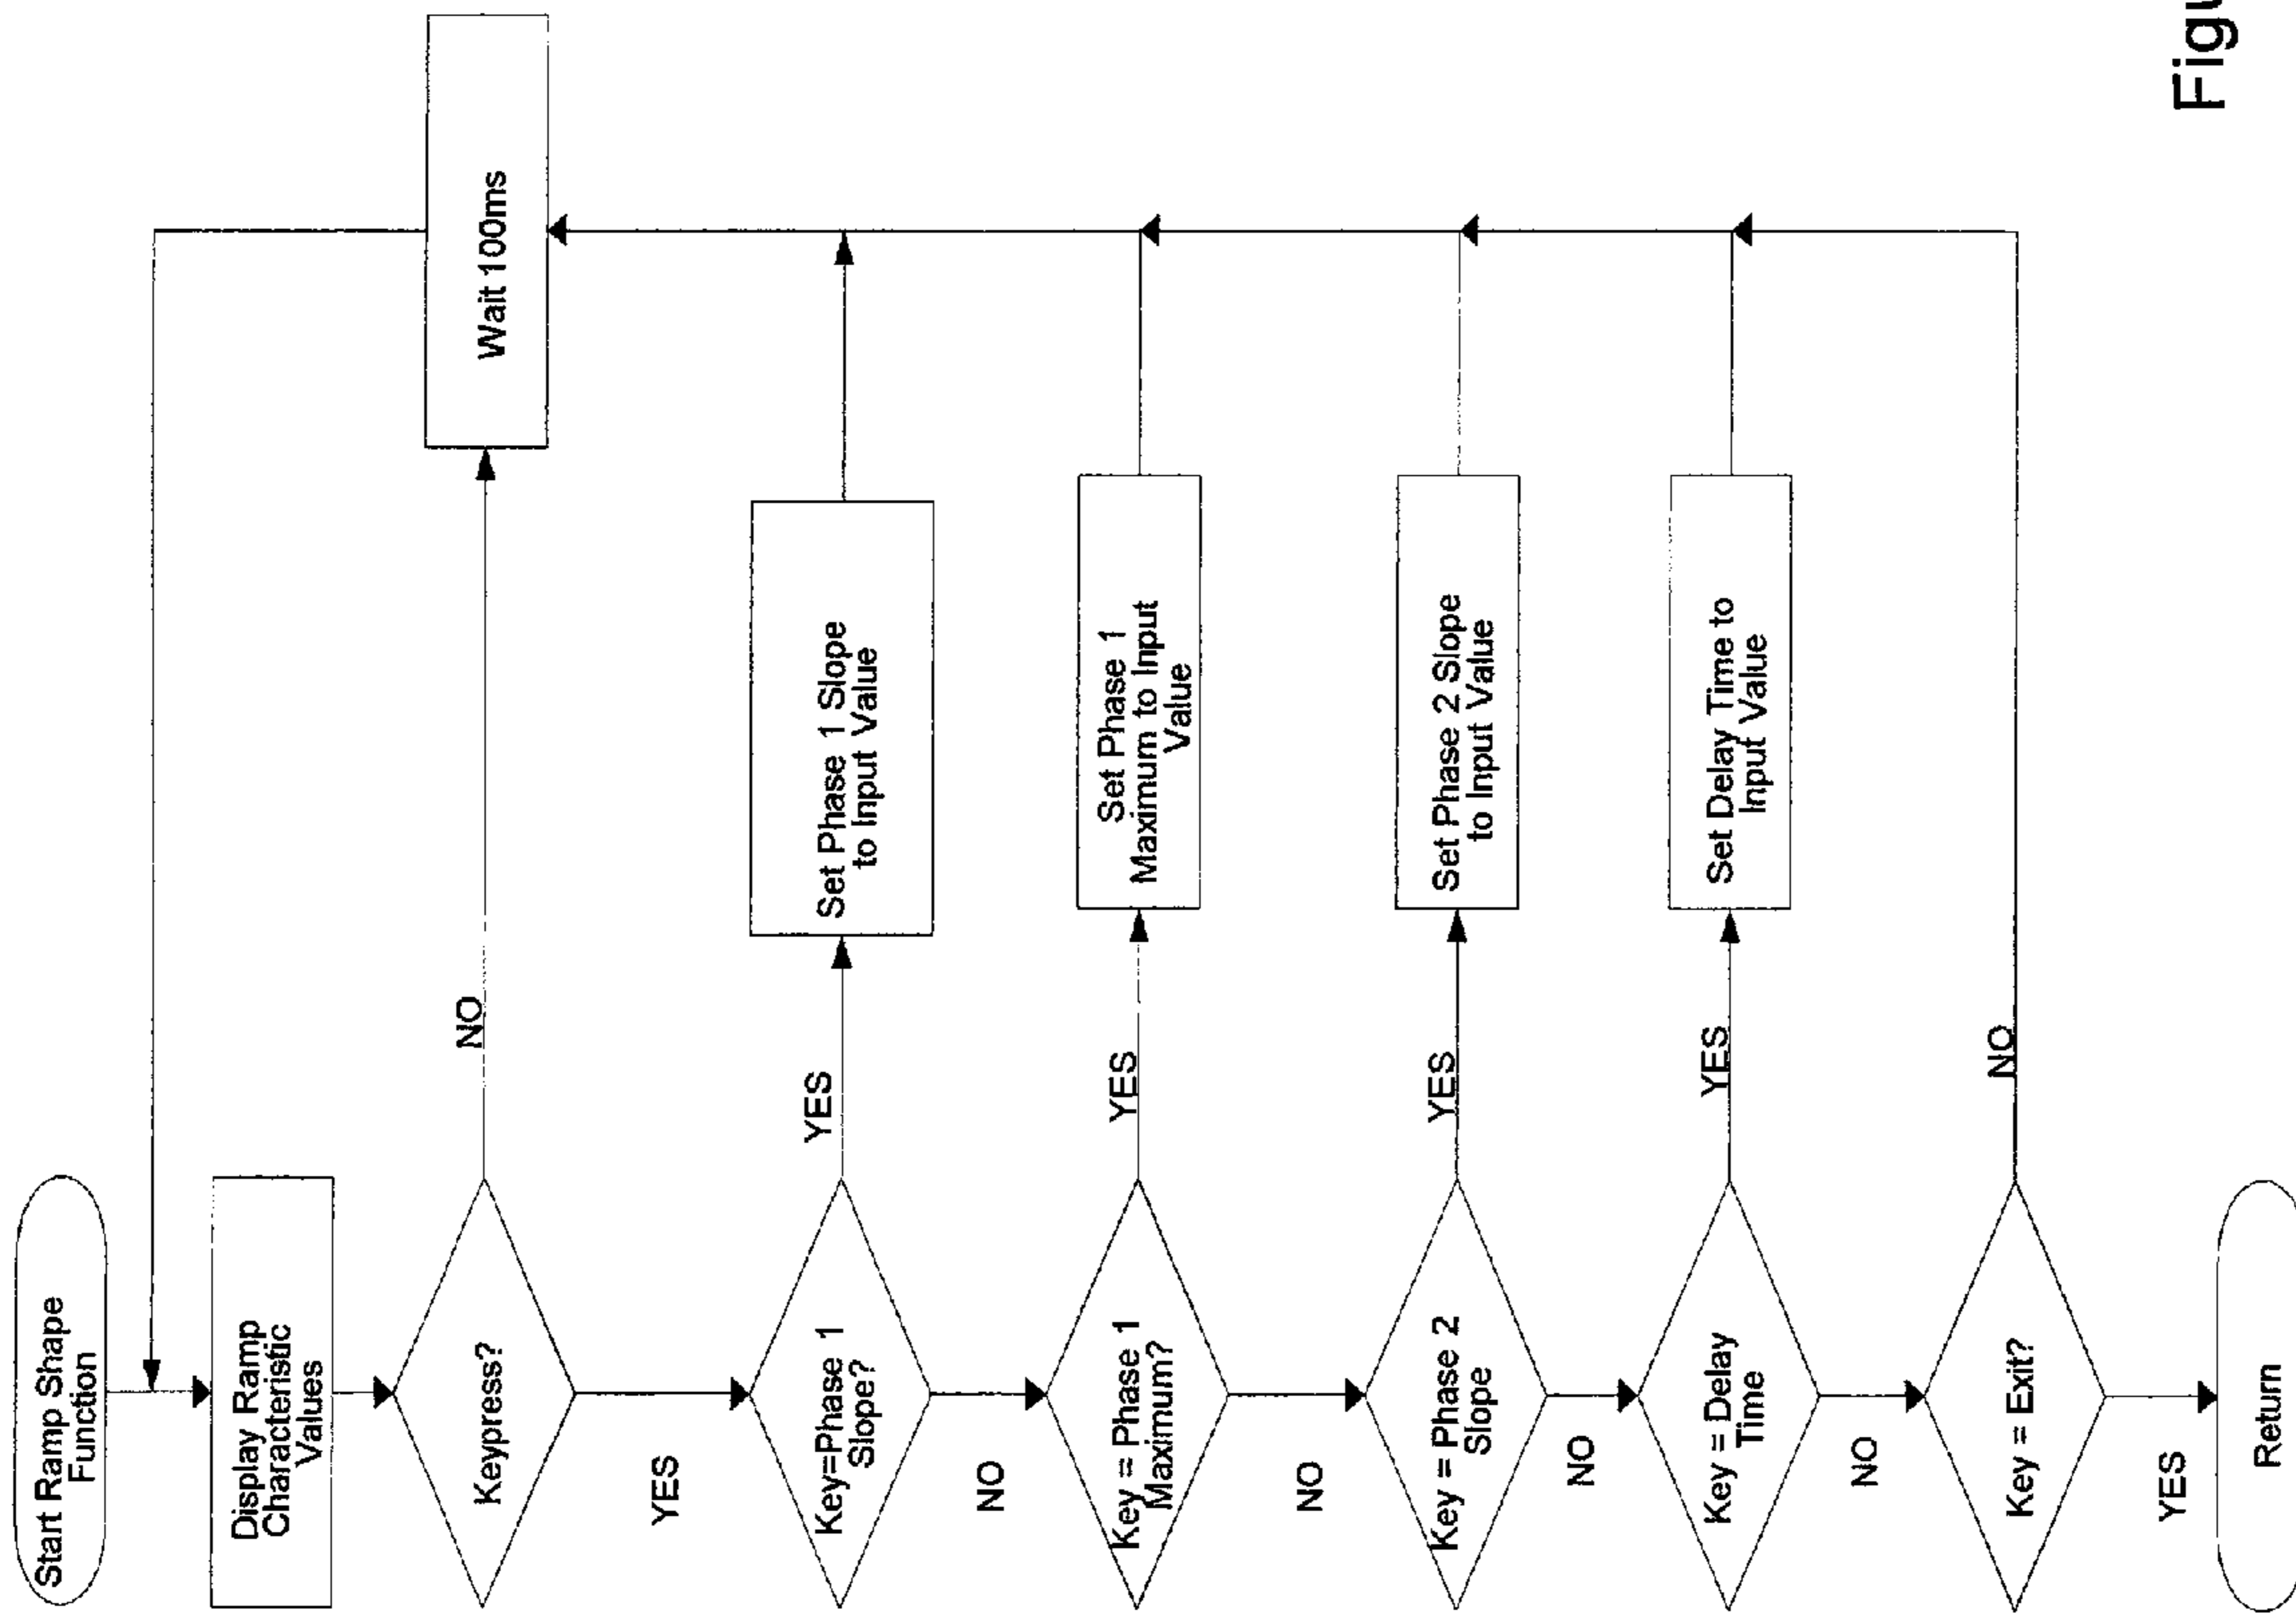 Start Ramp Shape
Function
Display Ramp
Characteristic
Values
Keypress?
NO
Wait 100ms
YES
Key=Phase 1
Slope?
YES
Set Phase 1 Slope
to Input Value
NO
Key = Phase 1
Maximum?
YES
Set Phase 1
Maximum to Input
Value
NO
Key = Phase 2
Slope
YES
Set Phase 2 Slope
to Input Value
NO
Key = Delay
Time
YES
Set Delay Time to
Input Value
NO
Key = Exit?
NO
YES
Return